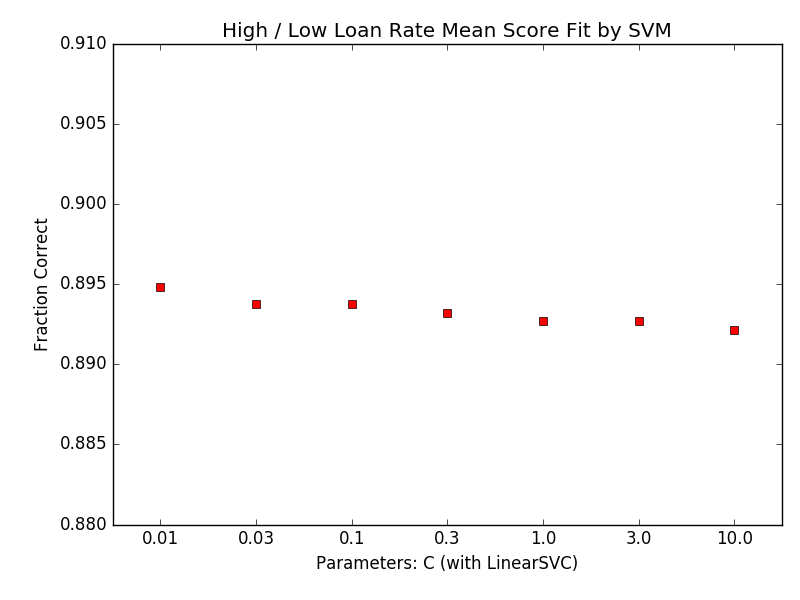 High / Low Loan Rate Mean Score Fit by SVM
0.910
0.905
0.900
0.895
0.890
0.885
0.880
Fraction Correct
0.01 0.03 0.1 0.3 1.0 3.0 10.0
Parameters: C (with LinearSVC)